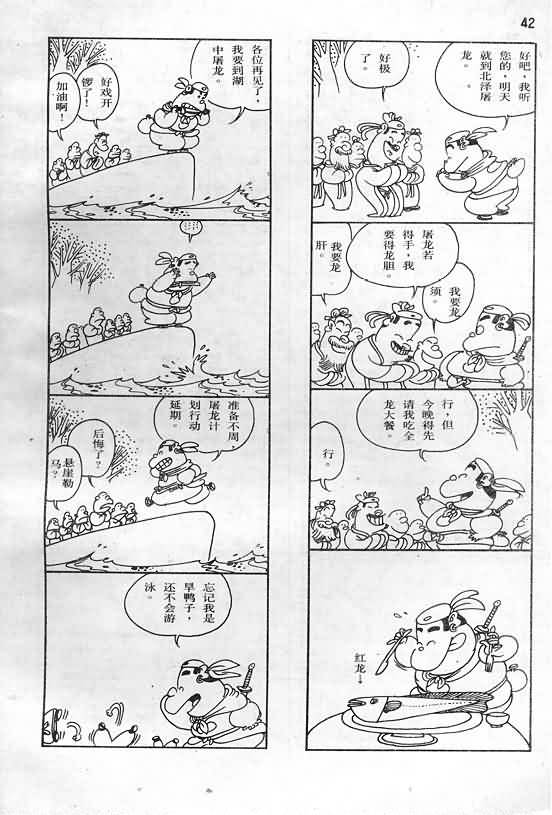 42
好吧，我听
您的，明天
就到北泽屠
龙。
好极
了。
屠龙若
得手，我
要得龙胆。
我要龙
须。
我要龙
肝。
行，但
今晚得先
请我吃全
龙大餐。
行。
红龙→
各位再见了，
我要到湖
中屠龙。
好戏开
锣了！
加油啊！
……
准备不周，
屠龙计
划行动
延期。
后悔了？
悬崖勒
马？
忘记我是
旱鸭子，
还不会游
泳。